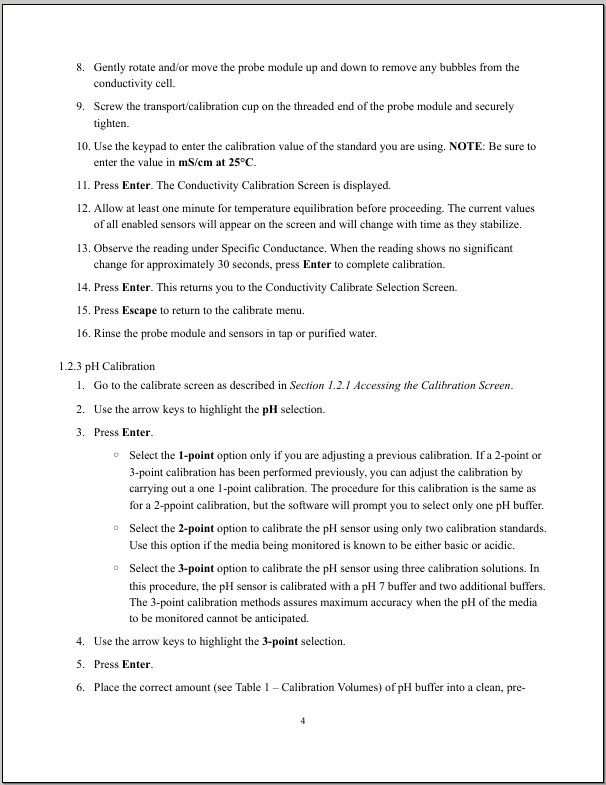 8. Gently rotate and/or move the probe module up and down to remove any bubbles from the
conductivity cell.
9. Screw the transport/calibration cup on the threaded end of the probe module and securely
tighten.
10. Use the keypad to enter the calibration value of the standard you are using. NOTE: Be sure to
enter the value in mS/cm at 25°C.
11. Press Enter. The Conductivity Calibration Screen is displayed.
12. Allow at least one minute for temperature equilibration before proceeding. The current values
of all enabled sensors will appear on the screen and will change with time as they stabilize.
13. Observe the reading under Specific Conductance. When the reading shows no significant
change for approximately 30 seconds, press Enter to complete calibration.
14. Press Enter. This returns you to the Conductivity Calibrate Selection Screen.
15. Press Escape to return to the calibrate menu.
16. Rinse the probe module and sensors in tap or purified water.
1.2.3 pH Calibration
1. Go to the calibrate screen as described in Section 1.2.1 Accessing the Calibration Screen.
2. Use the arrow keys to highlight the pH selection.
3. Press Enter.
○ Select the 1-point option only if you are adjusting a previous calibration. If a 2-point or
3-point calibration has been performed previously, you can adjust the calibration by
carrying out a one 1-point calibration. The procedure for this calibration is the same as
for a 2-ppoint calibration, but the software will prompt you to select only one pH buffer.
○ Select the 2-point option to calibrate the pH sensor using only two calibration standards.
Use this option if the media being monitored is known to be either basic or acidic.
○ Select the 3-point option to calibrate the pH sensor using three calibration solutions. In
this procedure, the pH sensor is calibrated with a pH 7 buffer and two additional buffers.
The 3-point calibration methods assures maximum accuracy when the pH of the media
to be monitored cannot be anticipated.
4. Use the arrow keys to highlight the 3-point selection.
5. Press Enter.
6. Place the correct amount (see Table 1 – Calibration Volumes) of pH buffer into a clean, pre-
4